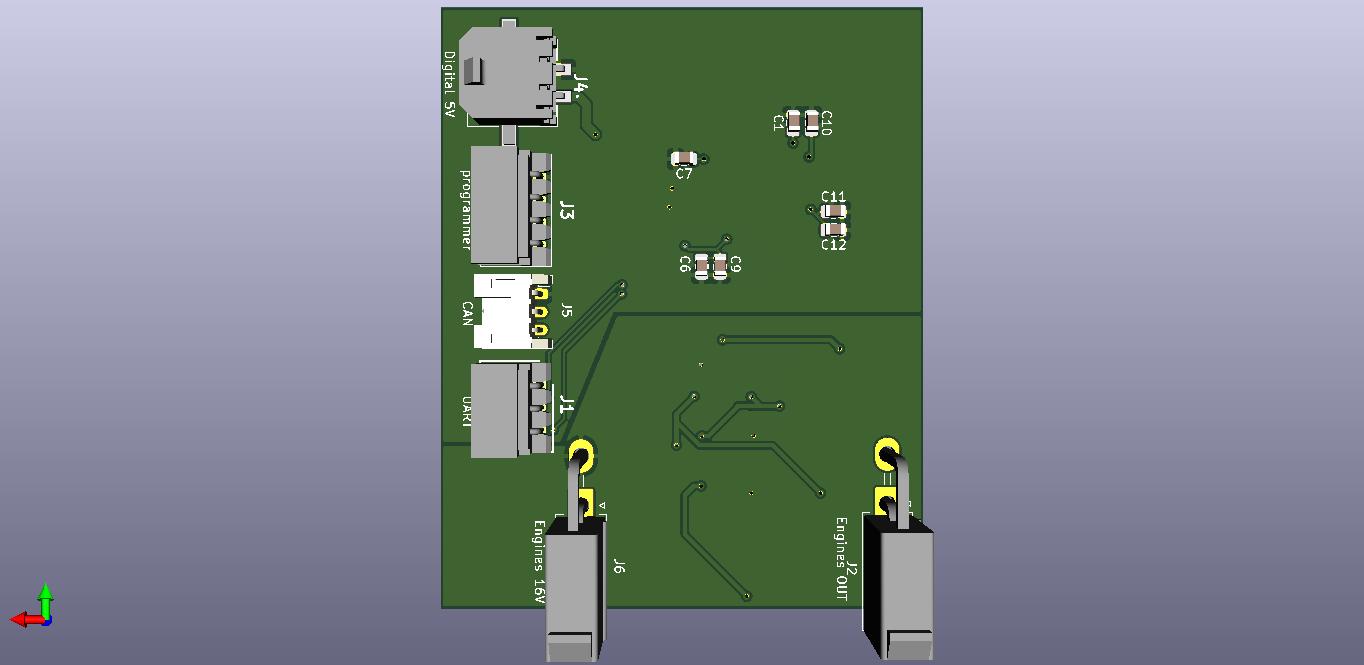 Digital 5V
J4.
C1
C10
C7
programmer
J3
C11
C12
C6
C9
CAN
J5
UART
J1
Engines 16V
J6
Engines OUT
J2